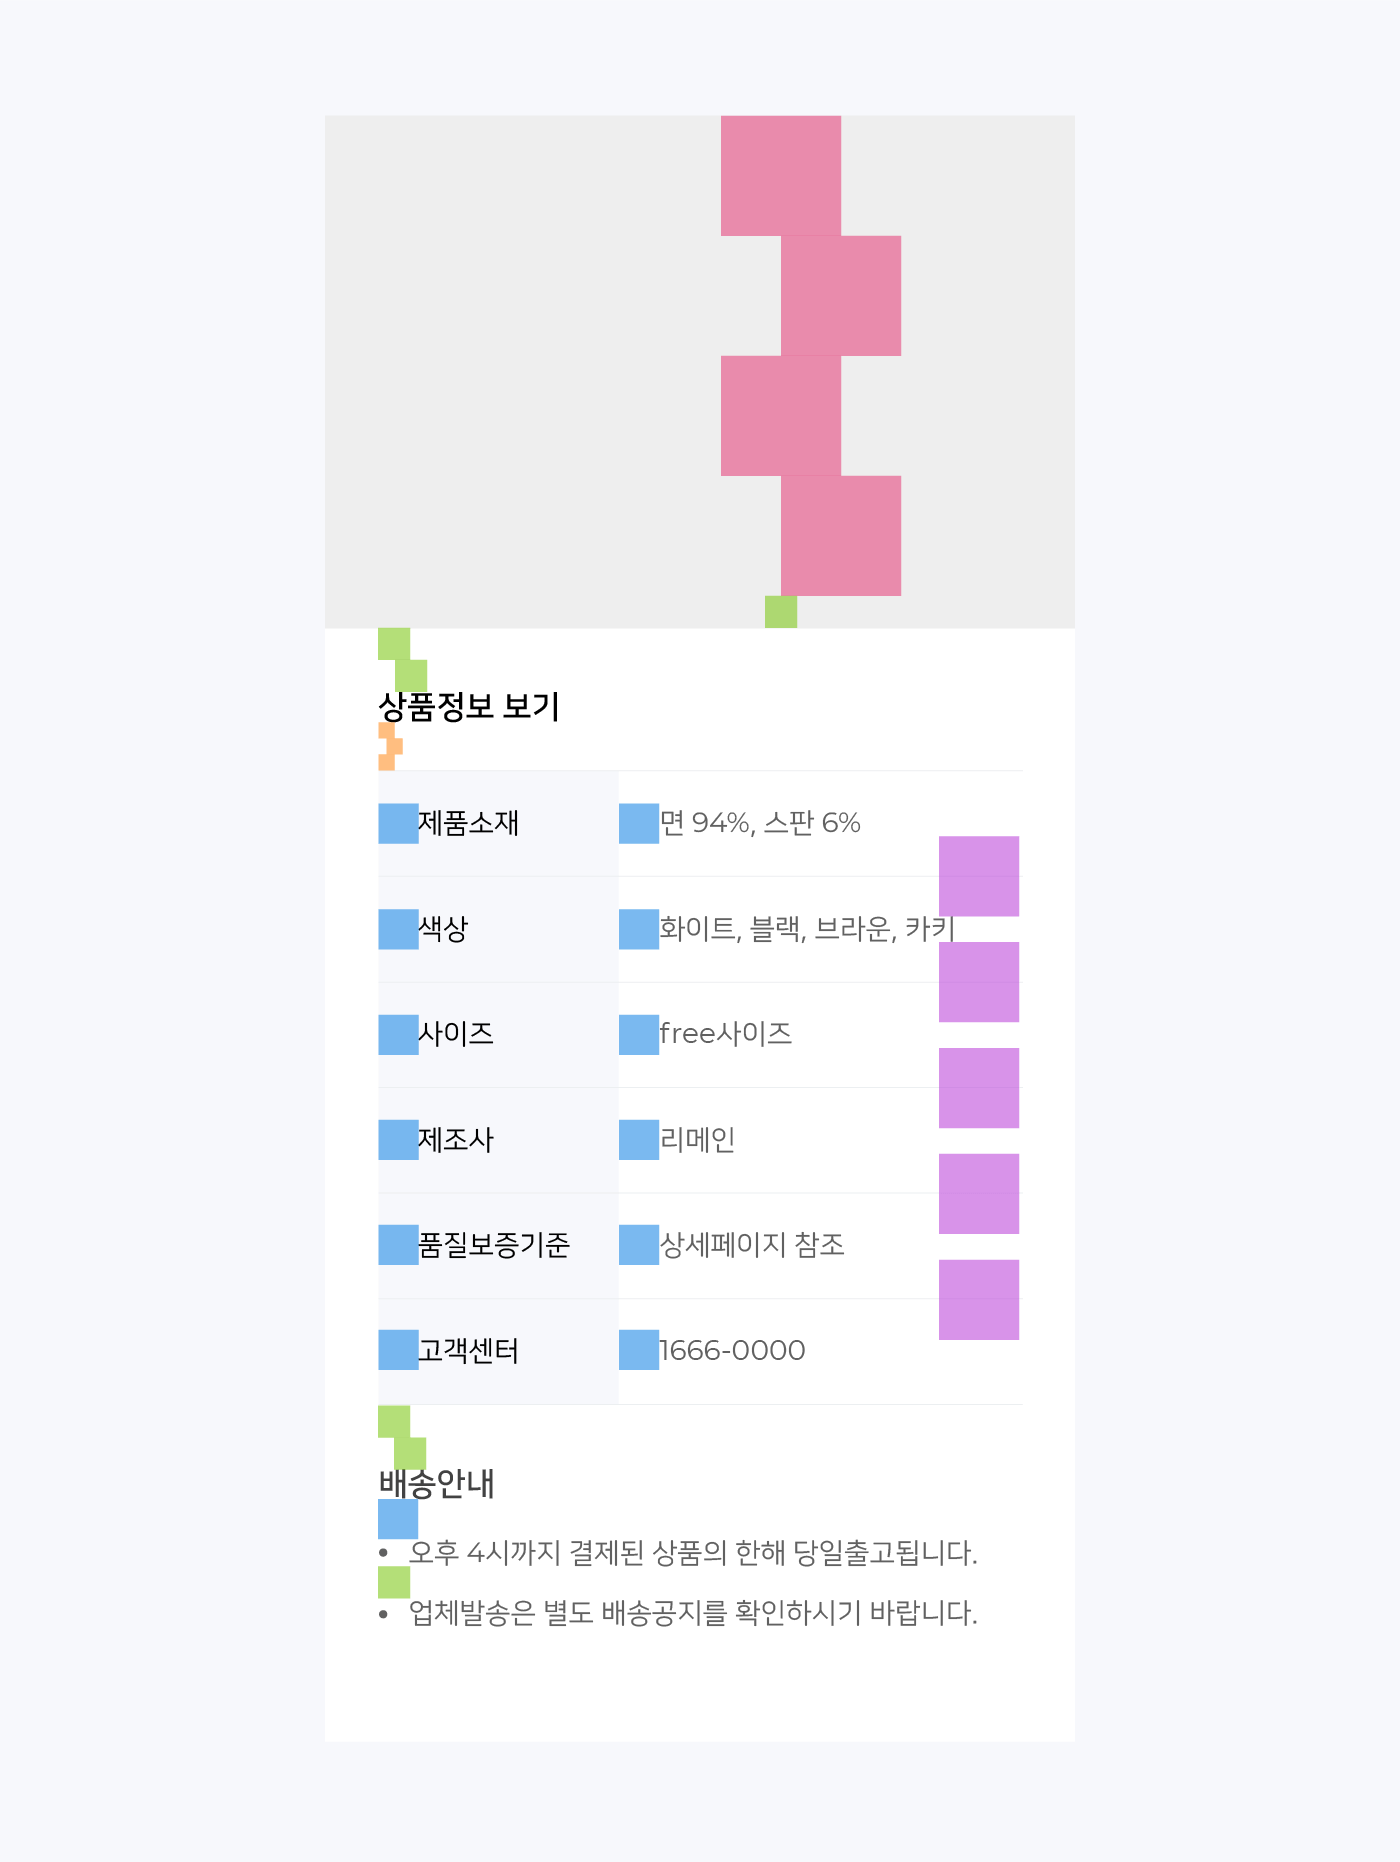 상품정보 보기
제품소재 면 94%, 스판 6%
색상 화이트, 블랙, 브라운, 카키
사이즈 free사이즈
제조사 리메인
품질보증기준 상세페이지 참조
고객센터 1666-0000
배송안내
• 오후 4시까지 결제된 상품의 한해 당일출고됩니다.
• 업체발송은 별도 배송공지를 확인하시기 바랍니다.